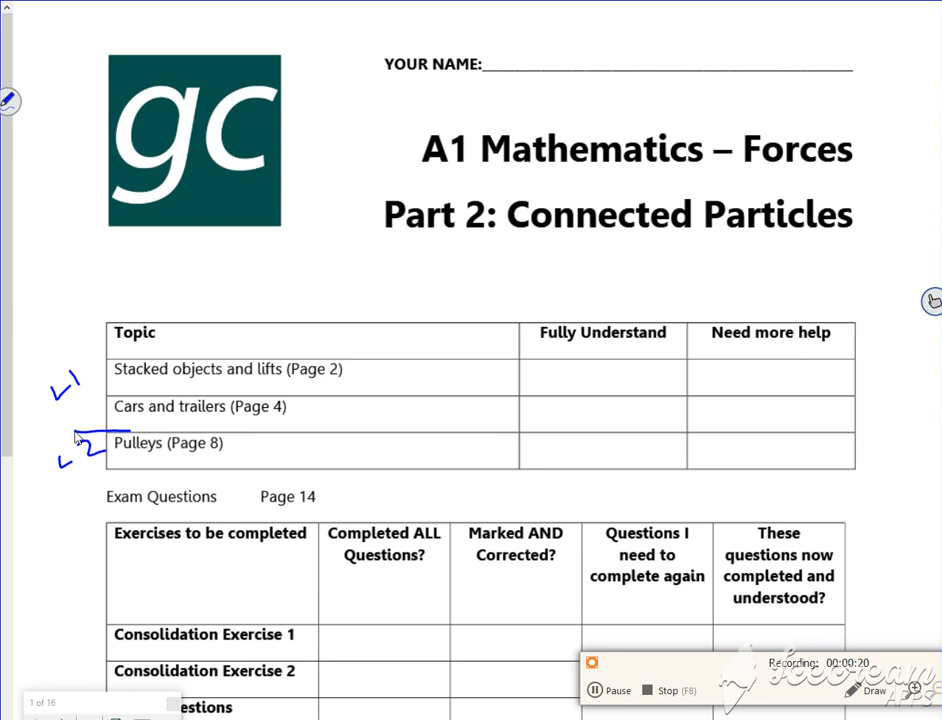 gc
YOUR NAME:
A1 Mathematics – Forces
Part 2: Connected Particles
Topic Fully Understand Need more help
Stacked objects and lifts (Page 2)
L1
Cars and trailers (Page 4)
L2
Pulleys (Page 8)
Exam Questions Page 14
Exercises to be completed Completed ALL Questions? Marked AND Corrected? Questions I need to complete again These questions now completed and understood?
Consolidation Exercise 1
Consolidation Exercise 2
estions
Recording: 00:00:20
Pause Stop (F8) Draw
Icecream
APPS
1 of 16